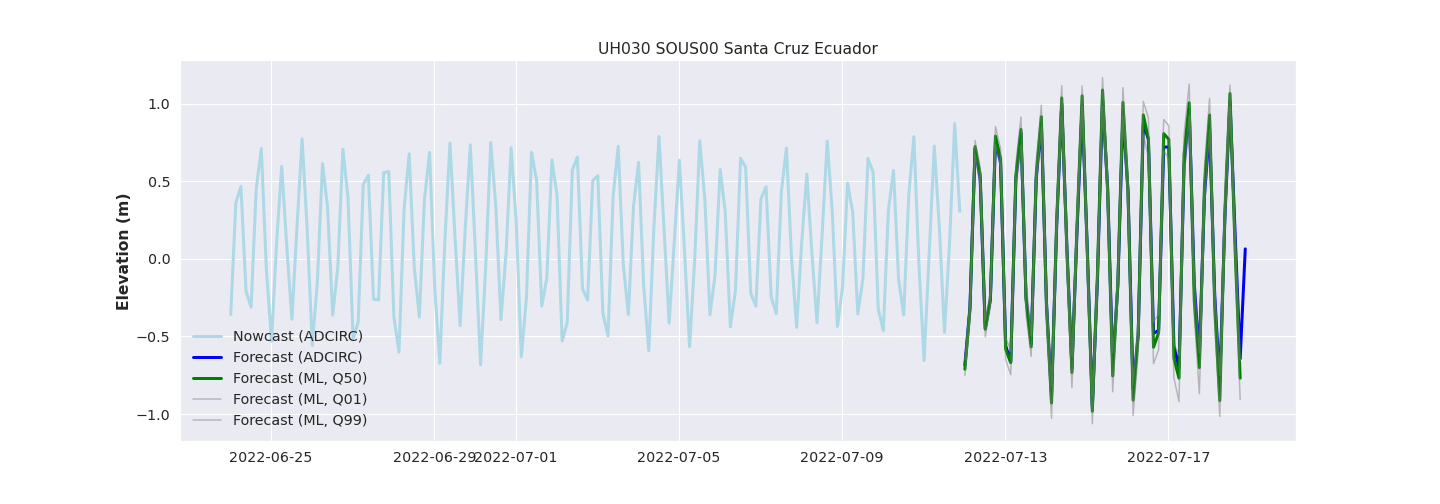 UH030 SOUS00 Santa Cruz Ecuador
Elevation (m)
1.0
0.5
0.0
−0.5
−1.0
Nowcast (ADCIRC)
Forecast (ADCIRC)
Forecast (ML, Q50)
Forecast (ML, Q01)
Forecast (ML, Q99)
2022-06-25 2022-06-29 2022-07-01 2022-07-05 2022-07-09 2022-07-13 2022-07-17